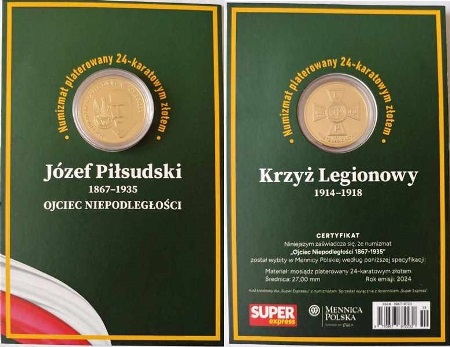 Numizmat platerowany 24-karatowym złotem
Józef Piłsudski
1867-1935
OJCIEC NIEPODLEGŁOŚCI
Numizmat platerowany 24-karatowym złotem
Krzyż Legionowy
1914-1918
CERTYFIKAT
Niniejszym zaświadcza się, że numizmat
„Ojciec Niepodległości 1867-1935”
został wybity w Mennicy Polskiej według poniższej specyfikacji:
Materiał: mosiądz platerowany 24-karatowym złotem
Średnica: 27,00 mm Rok emisji: 2024
SUPER
express
MENNICA
POLSKA